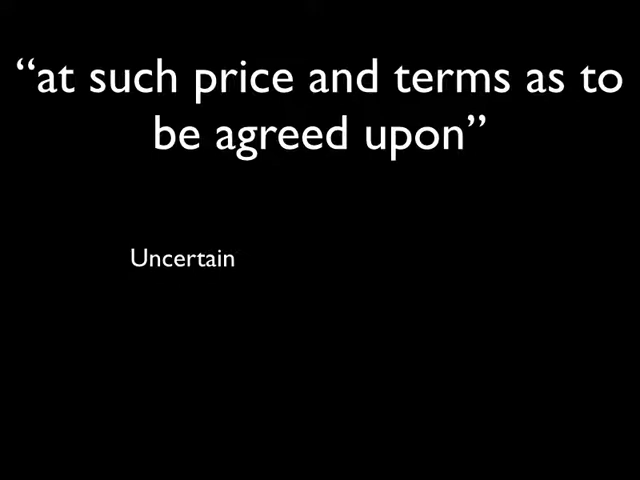 “at such price and terms as to
be agreed upon”
Uncertain